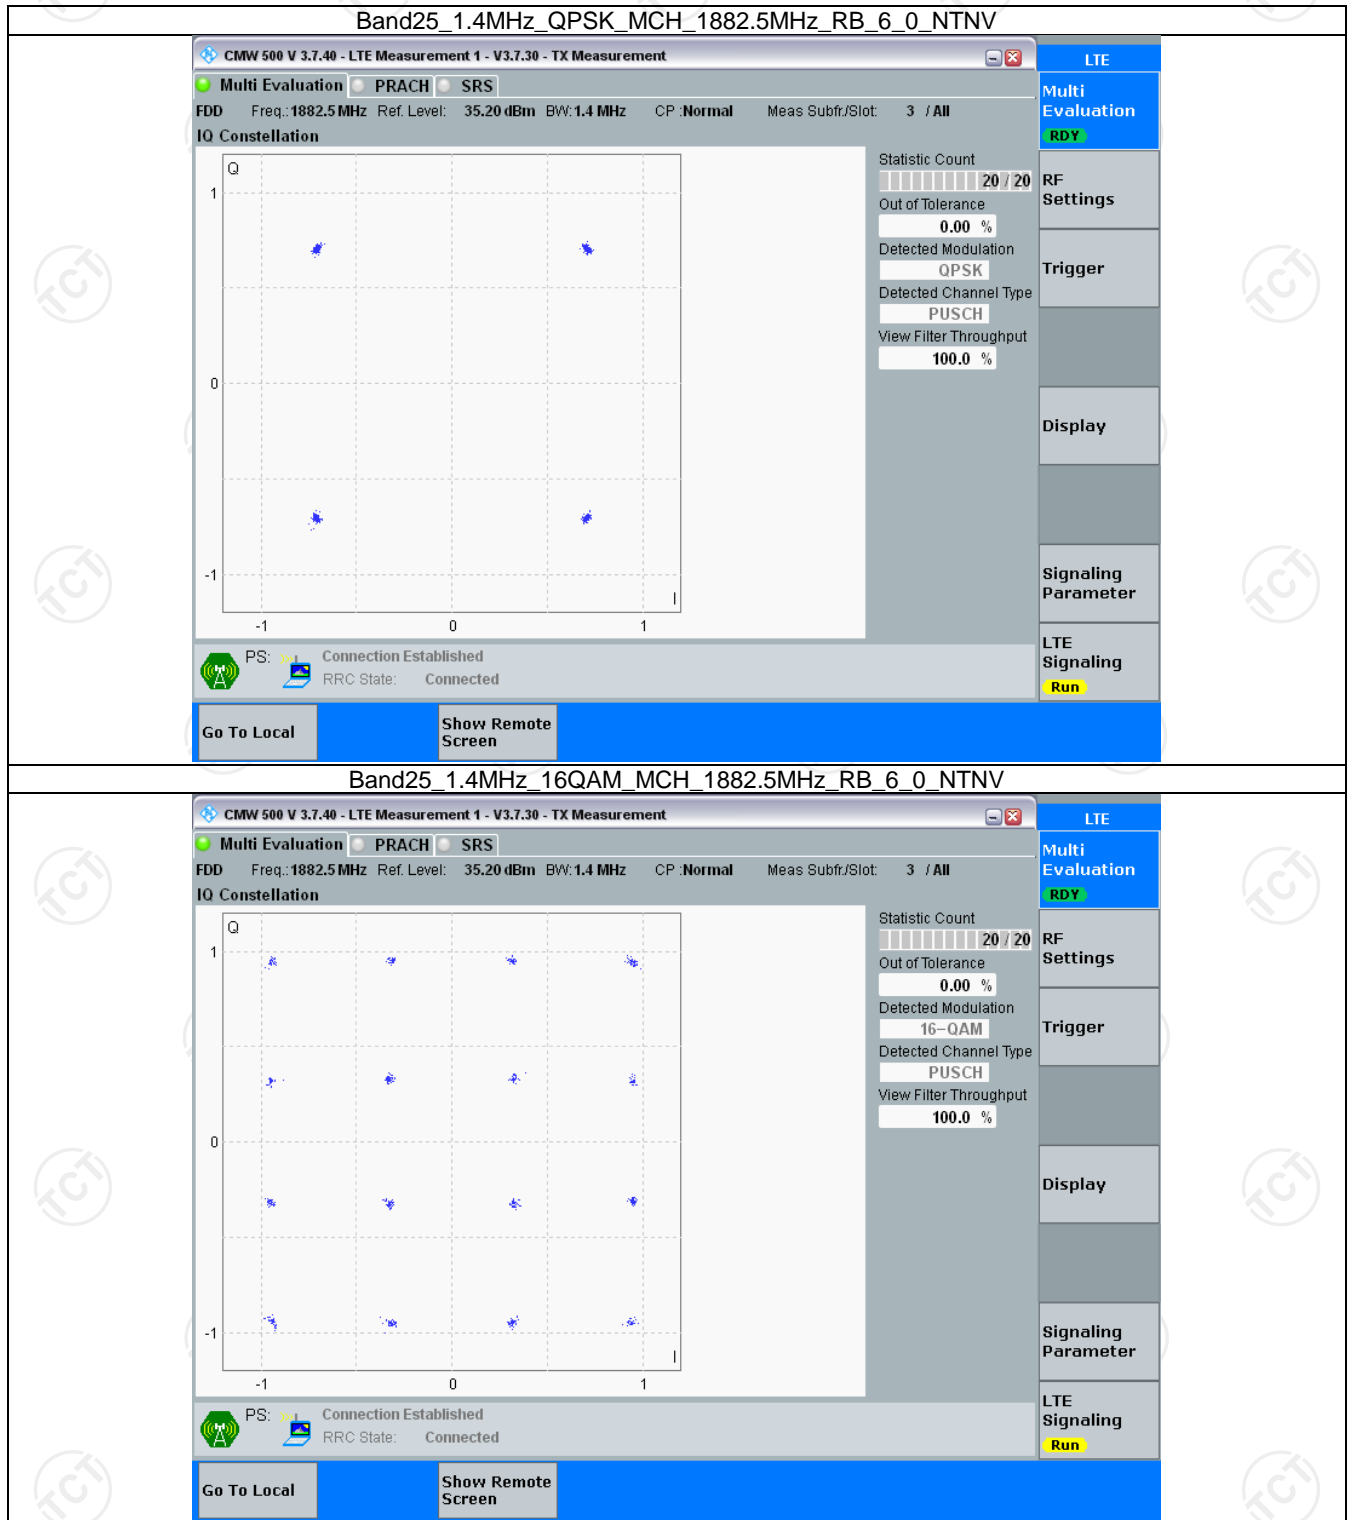 Band25_1.4MHz_QPSK_MCH_1882.5MHz_RB_6_0_NTNV
CMW 500 V 3.7.40 - LTE Measurement 1 - V3.7.30 - TX Measurement
LTE
Multi Evaluation PRACH SRS
Multi
Evaluation
RDY
FDD Freq.: 1882.5 MHz Ref. Level: 35.20 dBm BW: 1.4 MHz CP : Normal Meas Subfr./Slot: 3 / All
IQ Constellation
Q
1
0
-1
I
-1 0 1
Statistic Count
20 / 20
Out of Tolerance
0.00 %
Detected Modulation
QPSK
Detected Channel Type
PUSCH
View Filter Throughput
100.0 %
RF
Settings
Trigger
Display
Signaling
Parameter
LTE
Signaling
Run
PS: Connection Established
RRC State: Connected
Go To Local
Show Remote
Screen
Band25_1.4MHz_16QAM_MCH_1882.5MHz_RB_6_0_NTNV
CMW 500 V 3.7.40 - LTE Measurement 1 - V3.7.30 - TX Measurement
LTE
Multi Evaluation PRACH SRS
Multi
Evaluation
RDY
FDD Freq.: 1882.5 MHz Ref. Level: 35.20 dBm BW: 1.4 MHz CP : Normal Meas Subfr./Slot: 3 / All
IQ Constellation
Q
1
0
-1
I
-1 0 1
Statistic Count
20 / 20
Out of Tolerance
0.00 %
Detected Modulation
16-QAM
Detected Channel Type
PUSCH
View Filter Throughput
100.0 %
RF
Settings
Trigger
Display
Signaling
Parameter
LTE
Signaling
Run
PS: Connection Established
RRC State: Connected
Go To Local
Show Remote
Screen
TCT
TCT
TCT
TCT
TCT
TCT
TCT
TCT
TCT
TCT